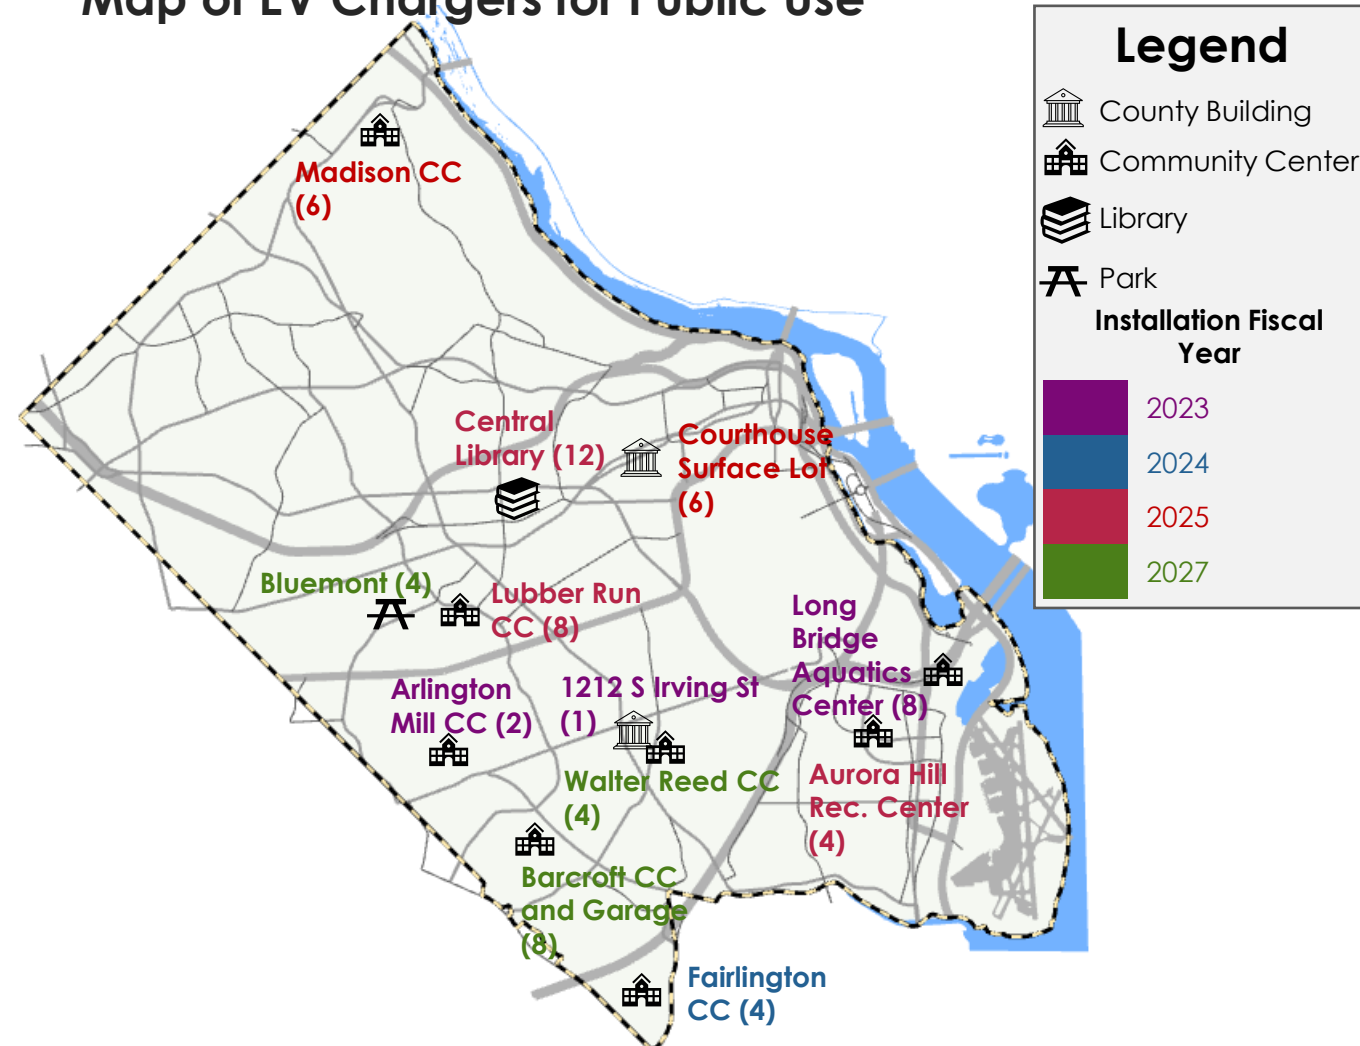 Map of EV Chargers for Public Use
Legend
County Building
Community Center
Library
Park
Installation Fiscal
Year
2023
2024
2025
2027
Madison CC
(6)
Central
Library (12)
Courthouse
Surface Lot
(6)
Bluemont (4)
Lubber Run
CC (8)
Long
Bridge
Aquatics
Center (8)
Arlington
Mill CC (2)
1212 S Irving St
(1)
Walter Reed CC
(4)
Aurora Hill
Rec. Center
(4)
Barcroft CC
and Garage
(8)
Fairlington
CC (4)